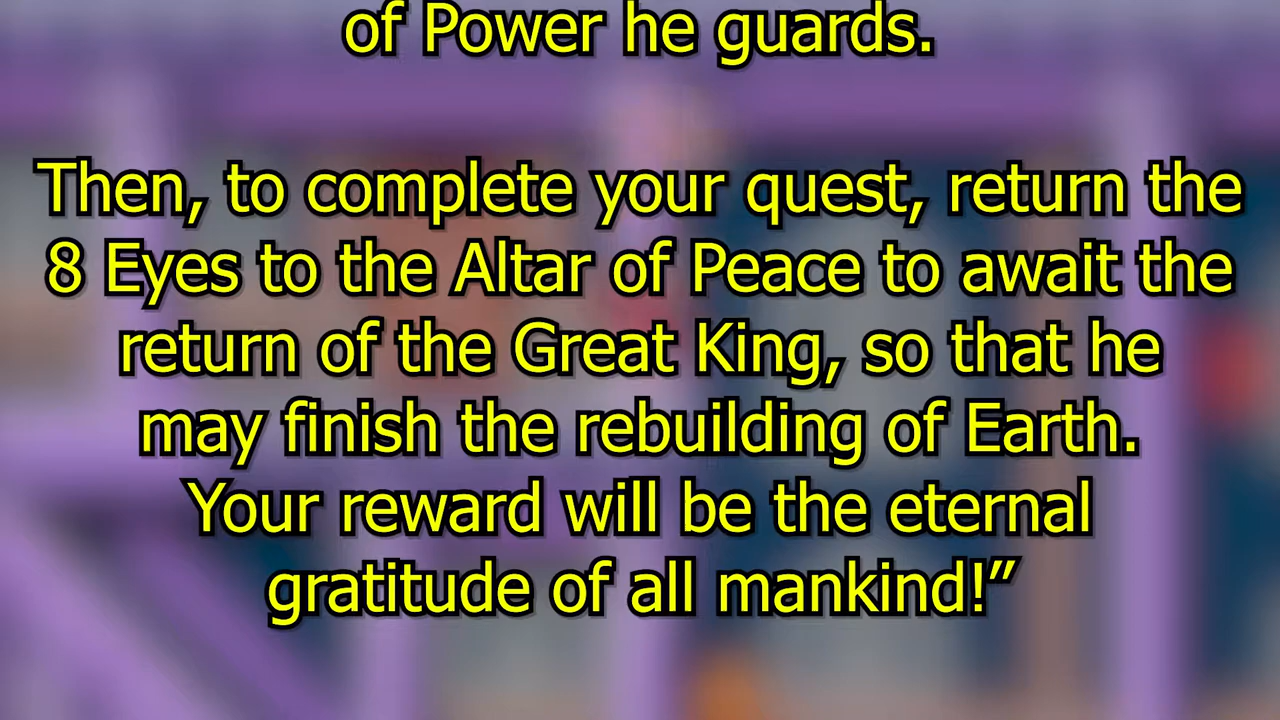 of Power he guards.
Then, to complete your quest, return the
8 Eyes to the Altar of Peace to await the
return of the Great King, so that he
may finish the rebuilding of Earth.
Your reward will be the eternal
gratitude of all mankind!”